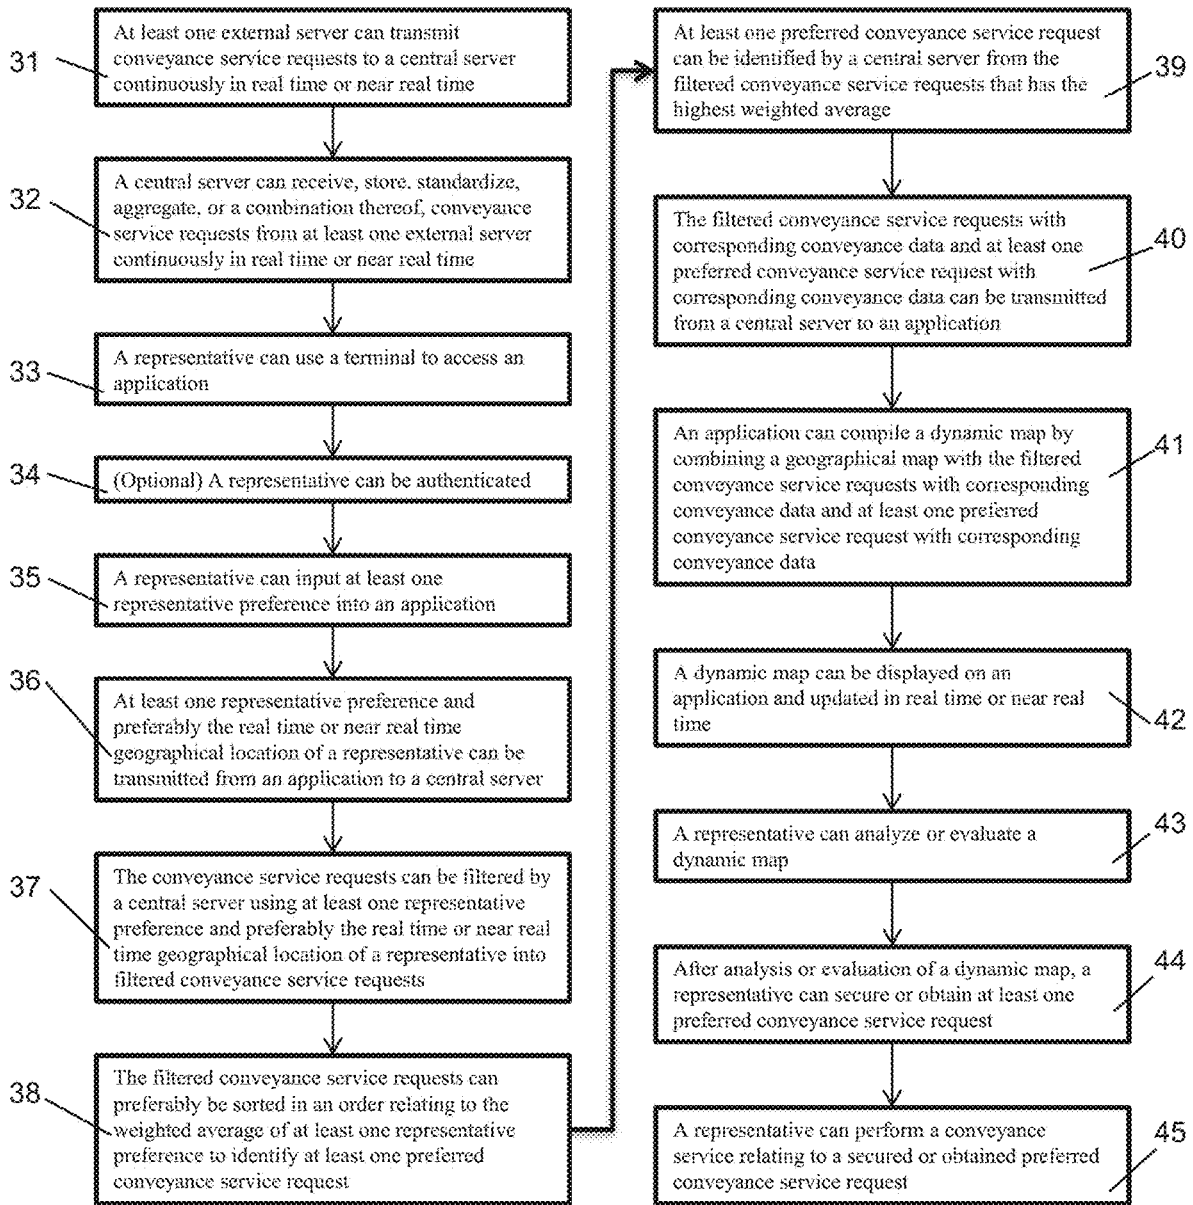 31
At least one external server can transmit
conveyance service requests to a central server
continuously in real time or near real time
32
A central server can receive, store, standardize,
aggregate, or a combination thereof, conveyance
service requests from at least one external server
continuously in real time or near real time
33
A representative can use a terminal to access an
application
34
(Optional) A representative can be authenticated
35
A representative can input at least one
representative preference into an application
36
At least one representative preference and
preferably the real time or near real time
geographical location of a representative can be
transmitted from an application to a central server
37
The conveyance service requests can be filtered by
a central server using at least one representative
preference and preferably the real time or near real
time geographical location of a representative into
filtered conveyance service requests
38
The filtered conveyance service requests can
preferably be sorted in an order relating to the
weighted average of at least one representative
preference to identify at least one preferred
conveyance service request
39
At least one preferred conveyance service request
can be identified by a central server from the
filtered conveyance service requests that has the
highest weighted average
40
The filtered conveyance service requests with
corresponding conveyance data and at least one
preferred conveyance service request with
corresponding conveyance data can be transmitted
from a central server to an application
41
An application can compile a dynamic map by
combining a geographical map with the filtered
conveyance service requests with corresponding
conveyance data and at least one preferred
conveyance service request with corresponding
conveyance data
42
A dynamic map can be displayed on an
application and updated in real time or near real
time
43
A representative can analyze or evaluate a
dynamic map
44
After analysis or evaluation of a dynamic map, a
representative can secure or obtain at least one
preferred conveyance service request
45
A representative can perform a conveyance
service relating to a secured or obtained preferred
conveyance service request